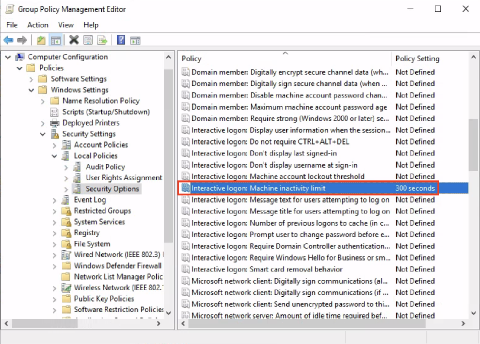 Group Policy Management Editor
File Action View Help
Computer Configuration
Policies
Software Settings
Windows Settings
Name Resolution Policy
Scripts (Startup/Shutdown)
Deployed Printers
Security Settings
Account Policies
Local Policies
Audit Policy
User Rights Assignment
Security Options
Event Log
Restricted Groups
System Services
Registry
File System
Wired Network (IEEE 802.3)
Windows Defender Firewall
Network List Manager Polic
Wireless Network (IEEE 802.
Public Key Policies
Software Restriction Policies
Policy Policy Setting
Domain member: Digitally encrypt secure channel data (wh... Not Defined
Domain member: Digitally sign secure channel data (when ... Not Defined
Domain member: Disable machine account password chan... Not Defined
Domain member: Maximum machine account password age Not Defined
Domain member: Require strong (Windows 2000 or later) se... Not Defined
Interactive logon: Display user information when the session... Not Defined
Interactive logon: Do not require CTRL+ALT+DEL Not Defined
Interactive logon: Don't display last signed-in Not Defined
Interactive logon: Don't display username at sign-in Not Defined
Interactive logon: Machine account lockout threshold Not Defined
Interactive logon: Machine inactivity limit 300 seconds
Interactive logon: Message text for users attempting to log on Not Defined
Interactive logon: Message title for users attempting to log on Not Defined
Interactive logon: Number of previous logons to cache (in c... Not Defined
Interactive logon: Prompt user to change password before e... Not Defined
Interactive logon: Require Domain Controller authentication... Not Defined
Interactive logon: Require Windows Hello for Business or sm... Not Defined
Interactive logon: Smart card removal behavior Not Defined
Microsoft network client: Digitally sign communications (al... Not Defined
Microsoft network client: Digitally sign communications (if ... Not Defined
Microsoft network client: Send unencrypted password to thi... Not Defined
Microsoft network server: Amount of idle time required bef... Not Defined